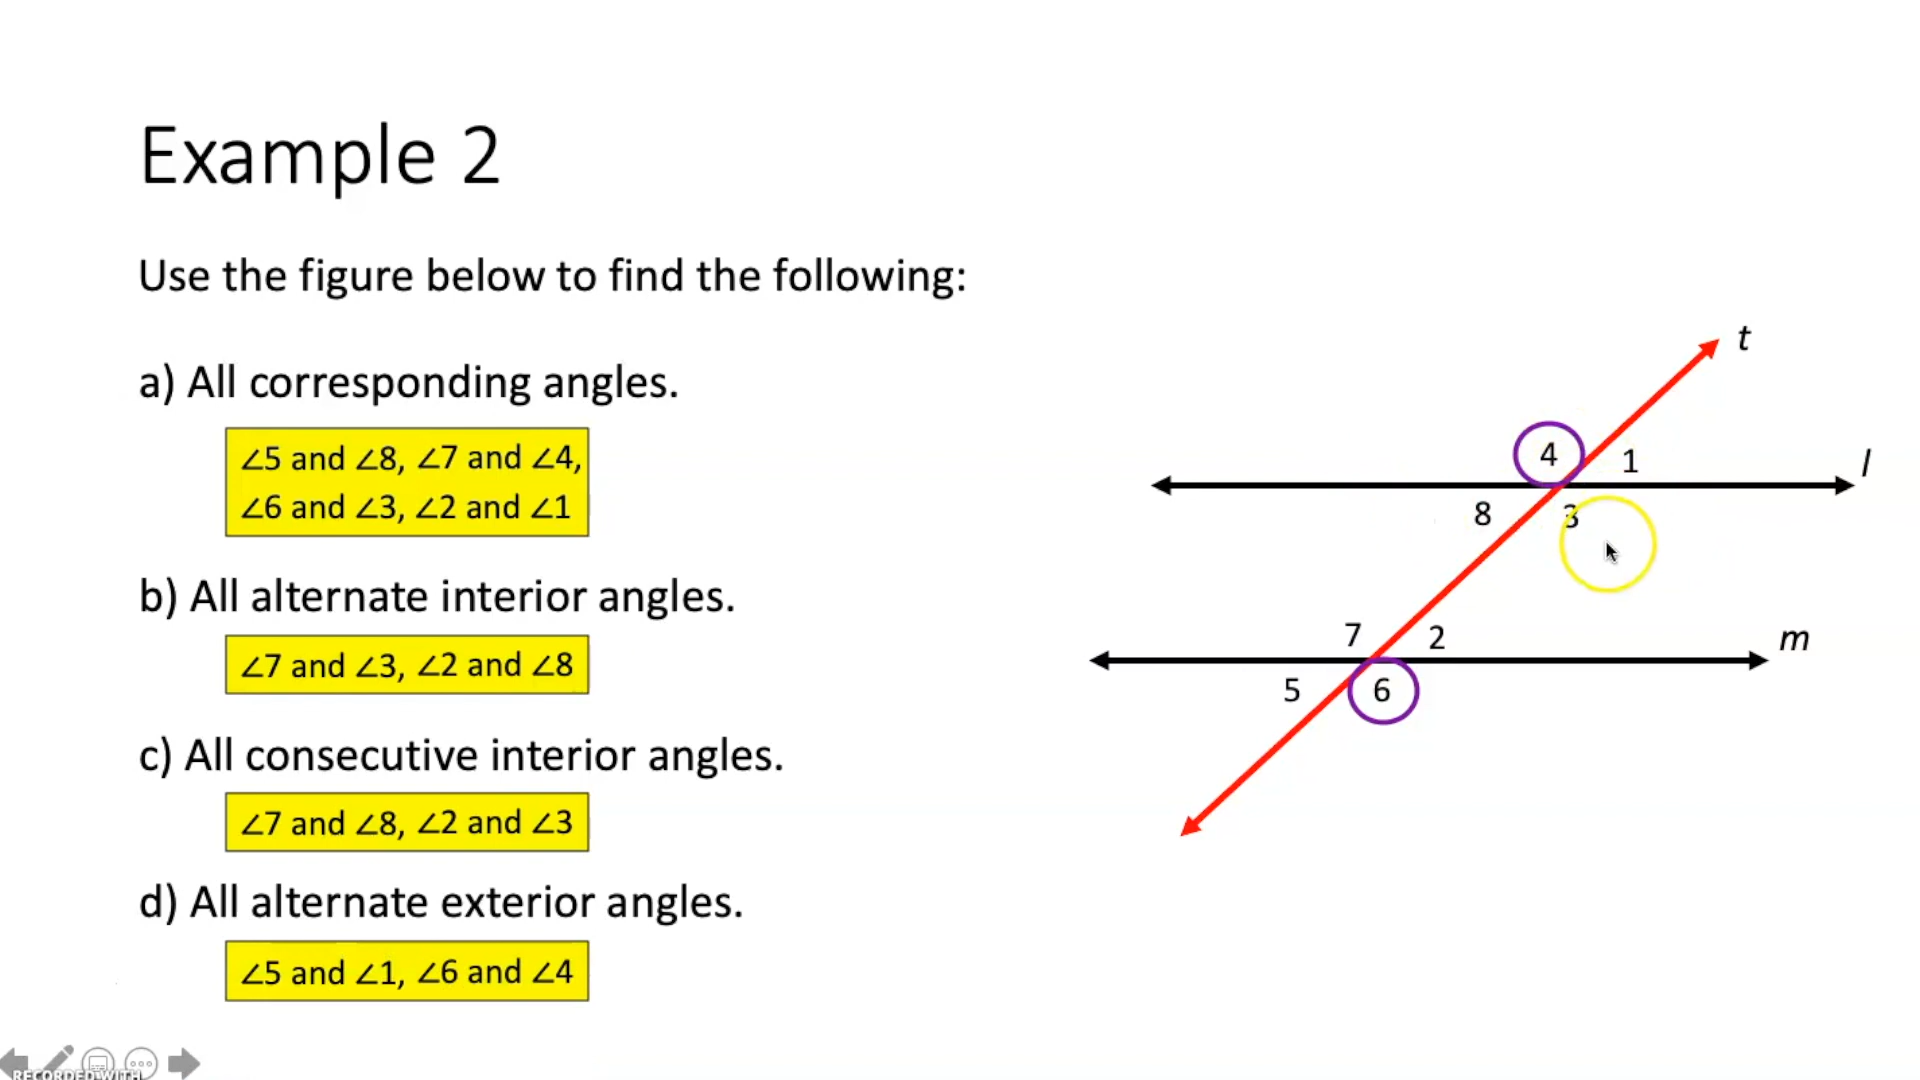 Example 2
Use the figure below to find the following:
a) All corresponding angles.
∠5 and ∠8, ∠7 and ∠4,
∠6 and ∠3, ∠2 and ∠1
b) All alternate interior angles.
∠7 and ∠3, ∠2 and ∠8
c) All consecutive interior angles.
∠7 and ∠8, ∠2 and ∠3
d) All alternate exterior angles.
∠5 and ∠1, ∠6 and ∠4
t
4 1 l
8 3
7 2 m
5 6
RECORDED WITH